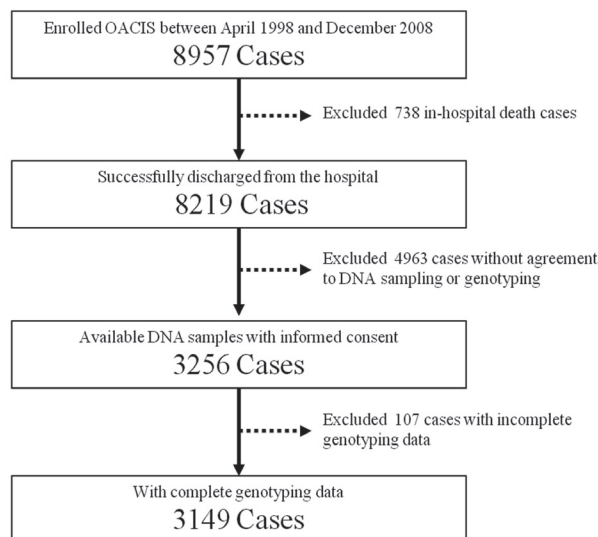 Enrolled OACIS between April 1998 and December 2008
8957 Cases
Excluded 738 in-hospital death cases
Successfully discharged from the hospital
8219 Cases
Excluded 4963 cases without agreement
to DNA sampling or genotyping
Available DNA samples with informed consent
3256 Cases
Excluded 107 cases with incomplete
genotyping data
With complete genotyping data
3149 Cases